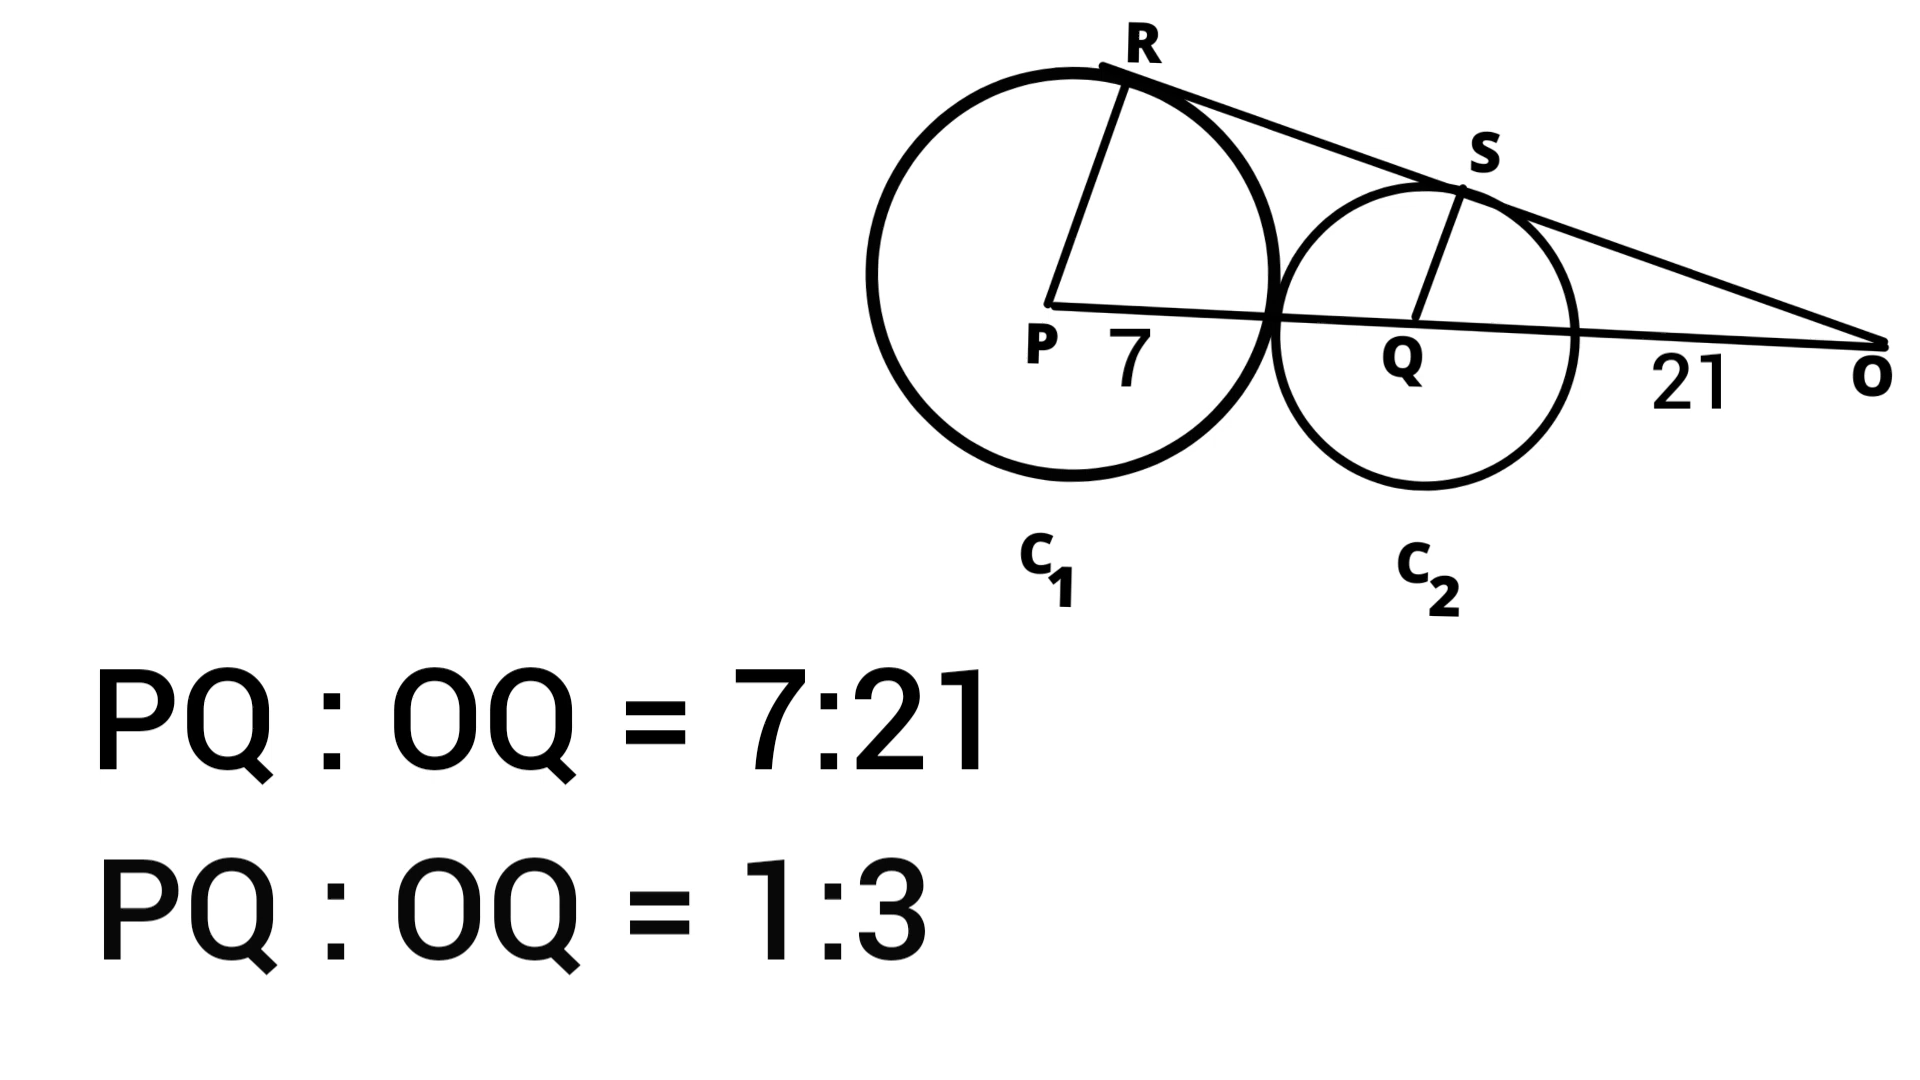 R
S
P
7
Q
21
O
C1
C2
PQ : OQ = 7:21
PQ : OQ = 1:3